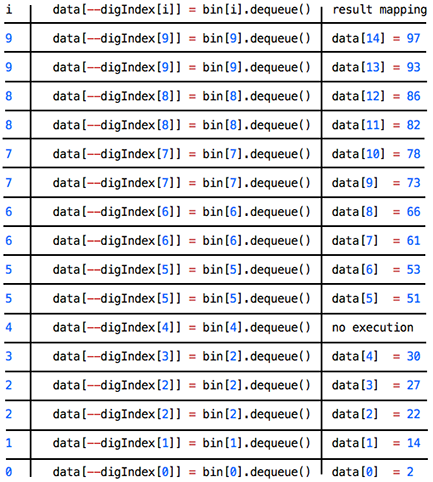 i data[--digIndex[i]] = bin[i].dequeue() result mapping
9 data[--digIndex[9]] = bin[9].dequeue() data[14] = 97
9 data[--digIndex[9]] = bin[9].dequeue() data[13] = 93
8 data[--digIndex[8]] = bin[8].dequeue() data[12] = 86
8 data[--digIndex[8]] = bin[8].dequeue() data[11] = 82
7 data[--digIndex[7]] = bin[7].dequeue() data[10] = 78
7 data[--digIndex[7]] = bin[7].dequeue() data[9] = 73
6 data[--digIndex[6]] = bin[6].dequeue() data[8] = 66
6 data[--digIndex[6]] = bin[6].dequeue() data[7] = 61
5 data[--digIndex[5]] = bin[5].dequeue() data[6] = 53
5 data[--digIndex[5]] = bin[5].dequeue() data[5] = 51
4 data[--digIndex[4]] = bin[4].dequeue() no execution
3 data[--digIndex[3]] = bin[2].dequeue() data[4] = 30
2 data[--digIndex[2]] = bin[2].dequeue() data[3] = 27
2 data[--digIndex[2]] = bin[2].dequeue() data[2] = 22
1 data[--digIndex[1]] = bin[1].dequeue() data[1] = 14
0 data[--digIndex[0]] = bin[0].dequeue() data[0] = 2